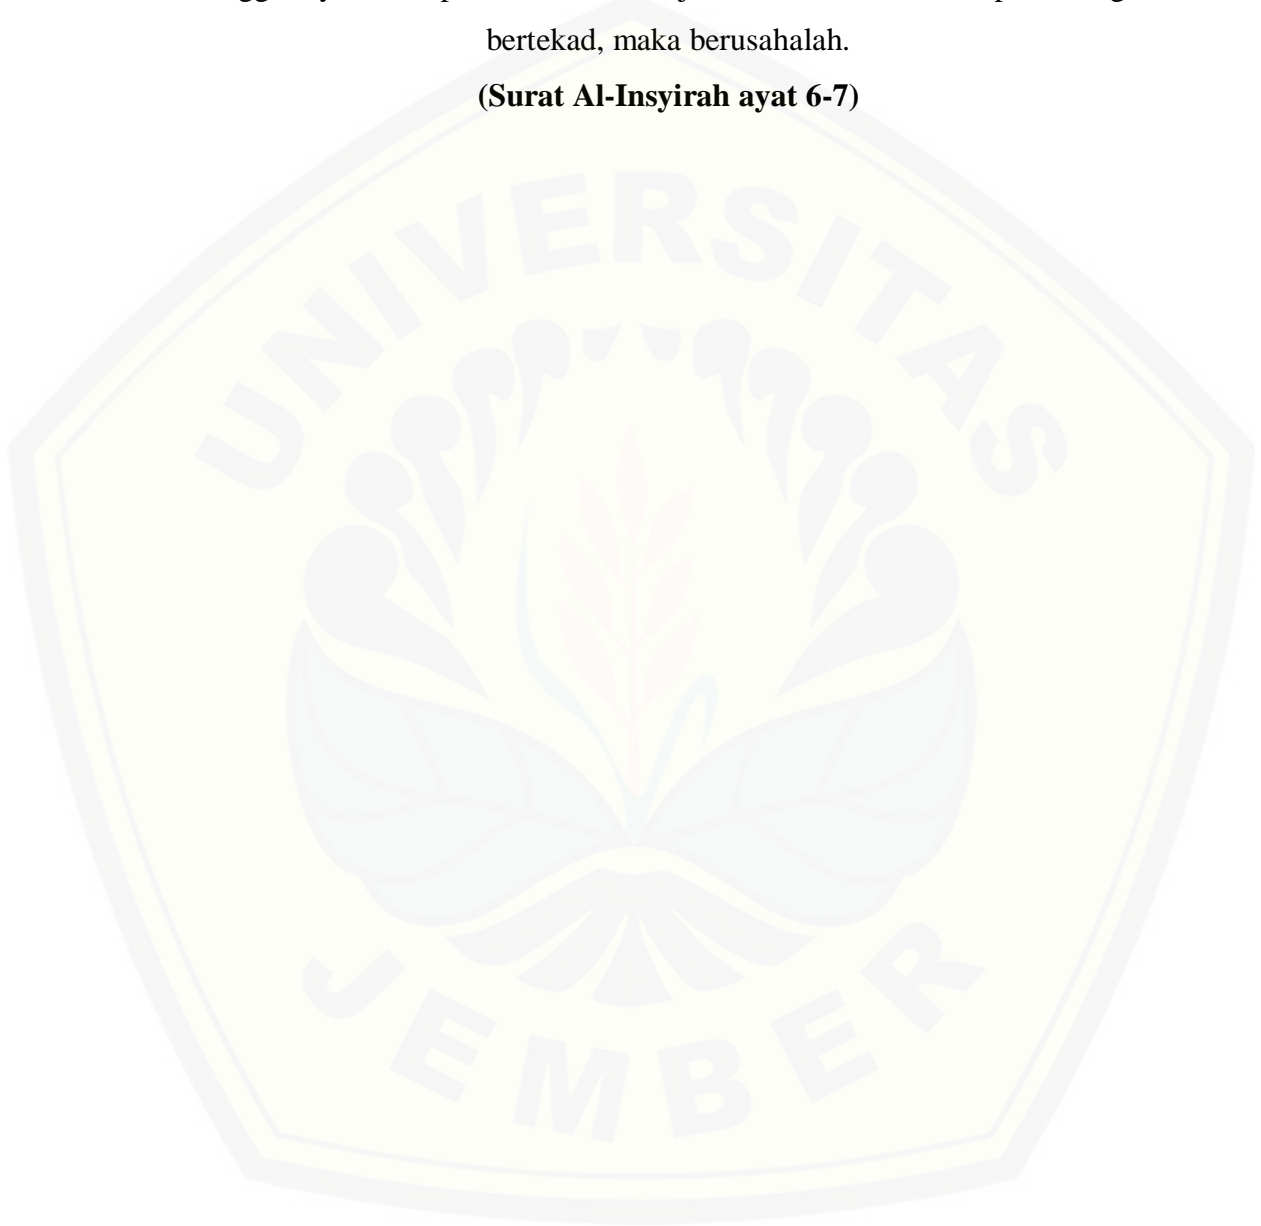 bertekad, maka berusahalah.
(Surat Al-Insyirah ayat 6-7)
UNIVERSITAS
JEMBER